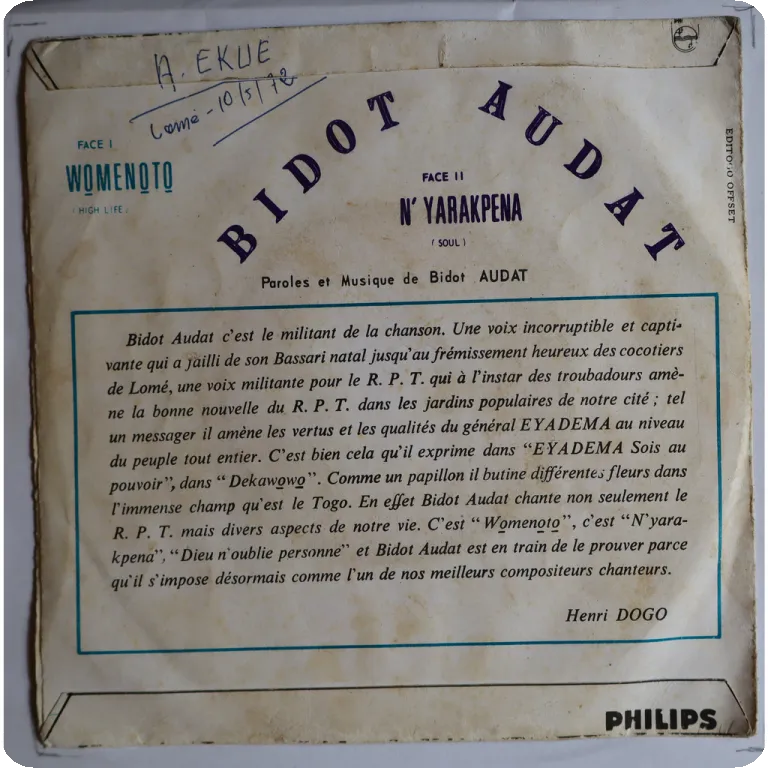 A. EKUE
Lomé - 10/5/72
BIDOT AUDAT
FACE I
WOMENO̲TO̲
( HIGH LIFE )
FACE II
N' YARAKPENA
( SOUL )
EDITOGO OFFSET
Paroles et Musique de Bidot AUDAT
Bidot Audat c'est le militant de la chanson. Une voix incorruptible et capti-
vante qui a jailli de son Bassari natal jusqu'au frémissement heureux des cocotiers
de Lomé, une voix militante pour le R. P. T. qui à l'instar des troubadours amè-
ne la bonne nouvelle du R. P. T. dans les jardins populaires de notre cité ; tel
un messager il amène les vertus et les qualités du général EYADEMA au niveau
du peuple tout entier. C'est bien cela qu'il exprime dans "EYADEMA Sois au
pouvoir", dans "Dekawo̲wo̲". Comme un papillon il butine différentes fleurs dans
l'immense champ qu'est le Togo. En effet Bidot Audat chante non seulement le
R. P. T. mais divers aspects de notre vie. C'est "Wo̲meno̲to̲", c'est "N'yara-
kpena", "Dieu n'oublie personne" et Bidot Audat est en train de le prouver parce
qu'il s'impose désormais comme l'un de nos meilleurs compositeurs chanteurs.
Henri DOGO
PHILIPS